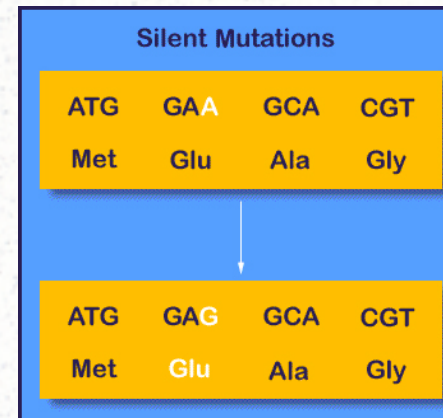 Silent Mutations
ATG GAA GCA CGT
Met Glu Ala Gly
ATG GAG GCA CGT
Met Glu Ala Gly